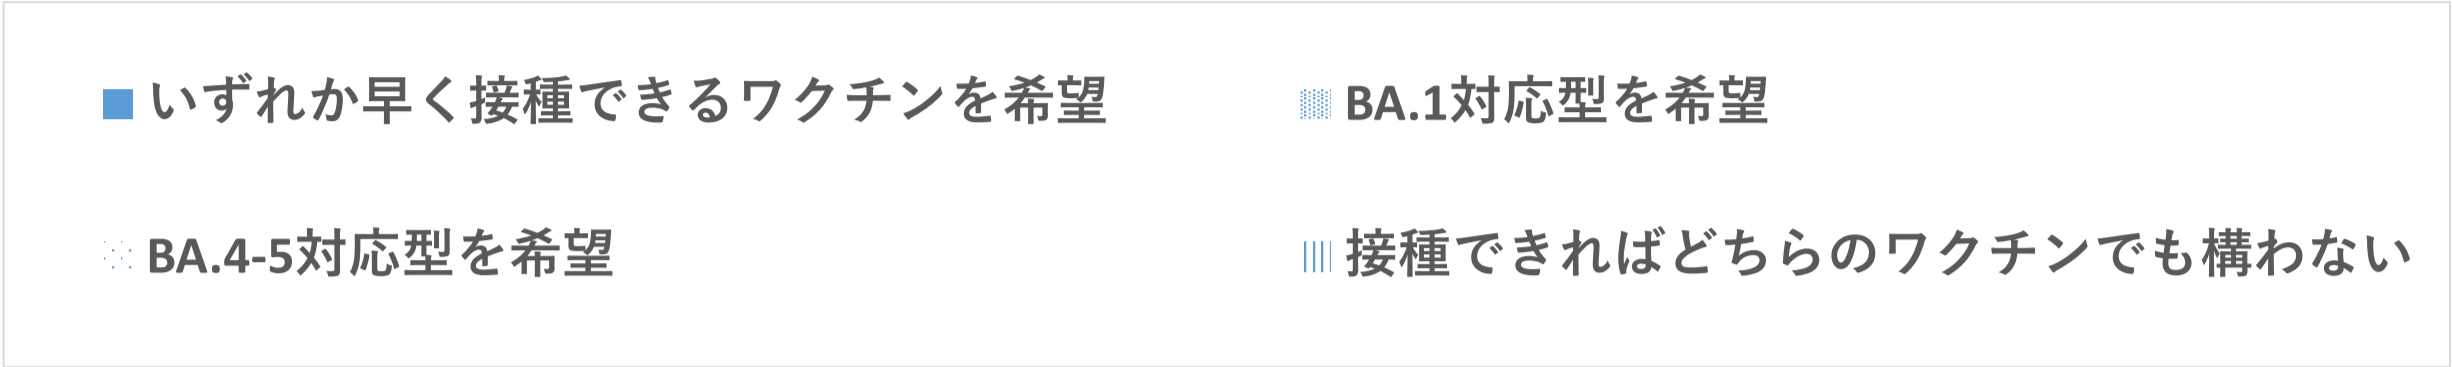 いずれか早く接種できるワクチンを希望
BA.1対応型を希望
BA.4-5対応型を希望
接種できればどちらのワクチンでも構わない